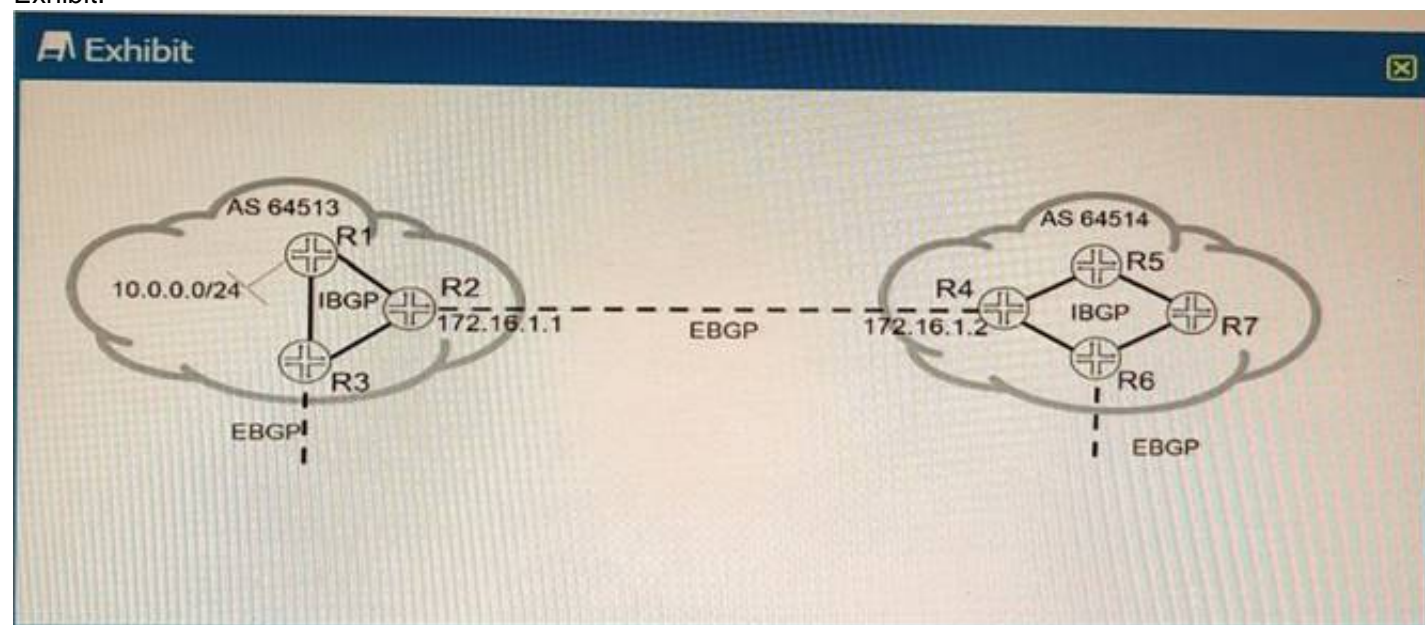 Exhibit:
Exhibit
AS 64513
R1
10.0.0.0/24
IBGP
R2
172.16.1.1
R3
EBGP
EBGP
AS 64514
R5
R4
IBGP
172.16.1.2
R7
R6
EBGP